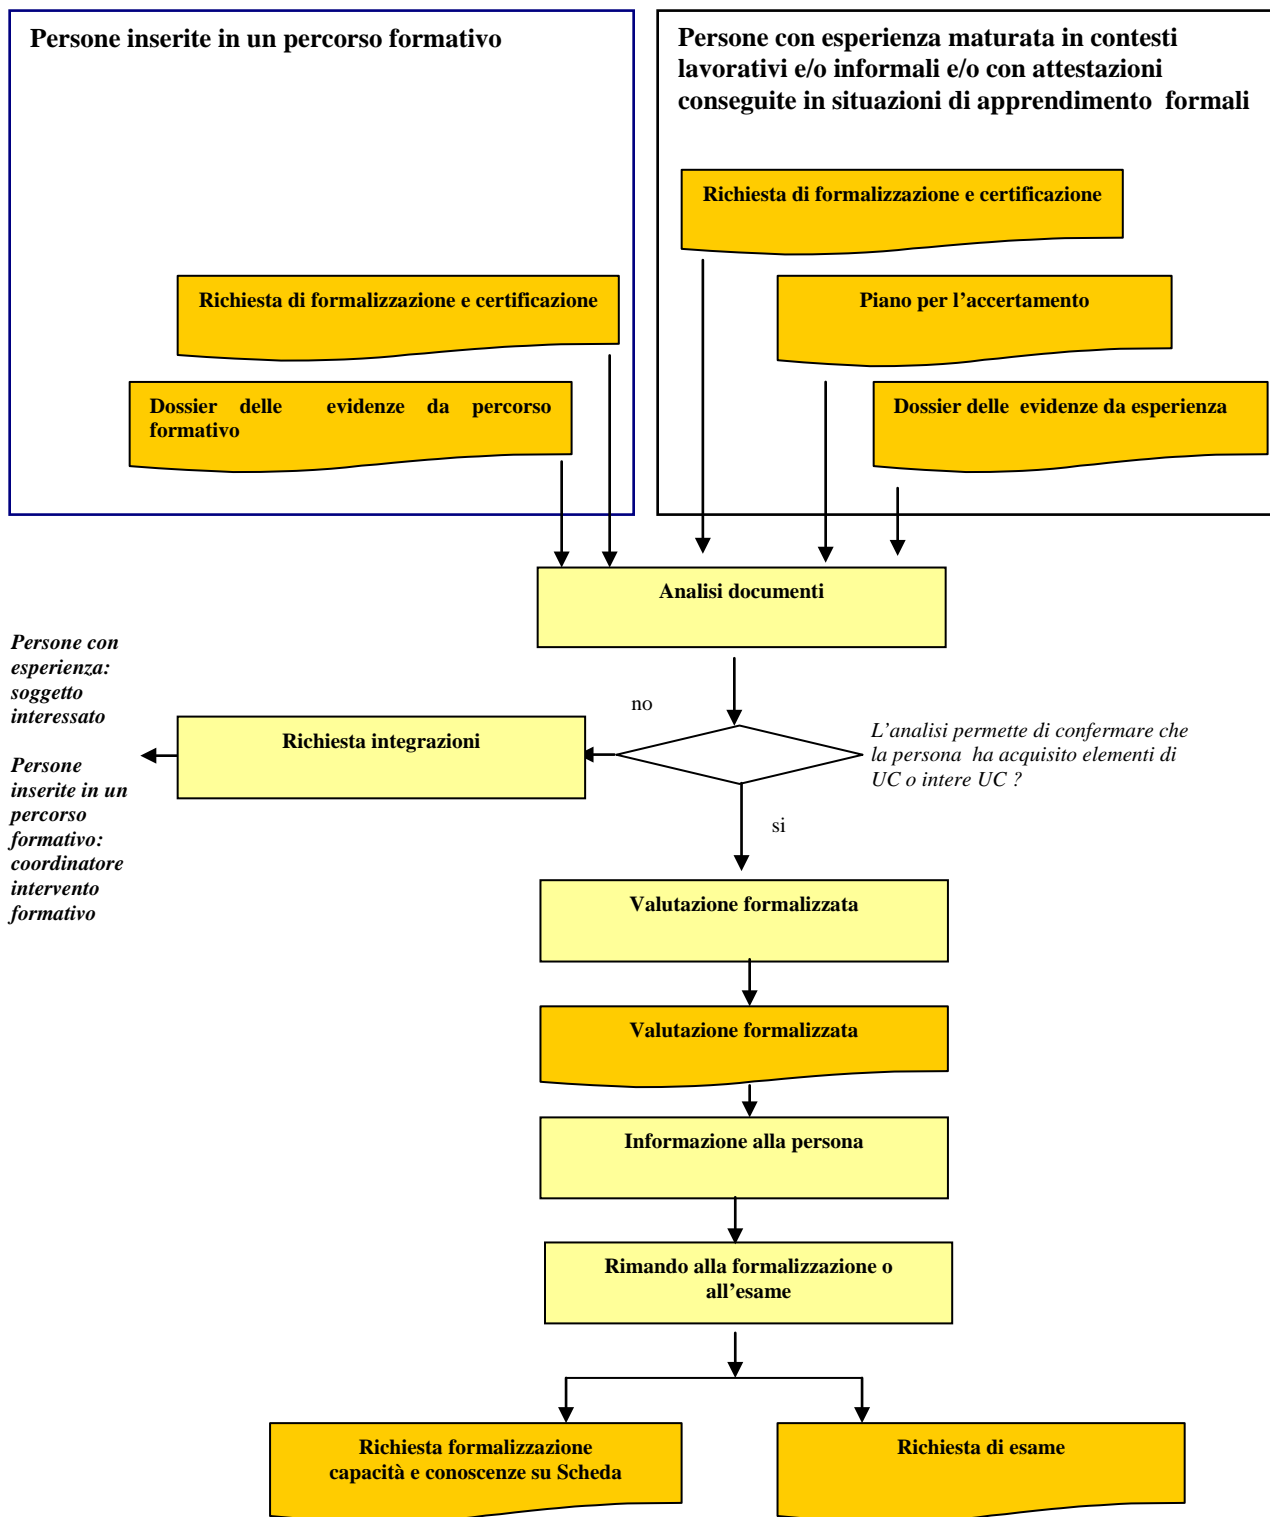 Persone inserite in un percorso formativo
Persone con esperienza maturata in contesti
lavorativi e/o informali e/o con attestazioni
conseguite in situazioni di apprendimento formali
Richiesta di formalizzazione e certificazione
Richiesta di formalizzazione e certificazione
Piano per l’accertamento
Dossier delle evidenze da percorso
formativo
Dossier delle evidenze da esperienza
Analisi documenti
Persone con
esperienza:
soggetto
interessato
Persone
inserite in un
percorso
formativo:
coordinatore
intervento
formativo
no
Richiesta integrazioni
L’analisi permette di confermare che
la persona ha acquisito elementi di
UC o intere UC ?
si
Valutazione formalizzata
Valutazione formalizzata
Informazione alla persona
Rimando alla formalizzazione o
all’esame
Richiesta formalizzazione
capacità e conoscenze su Scheda
Richiesta di esame